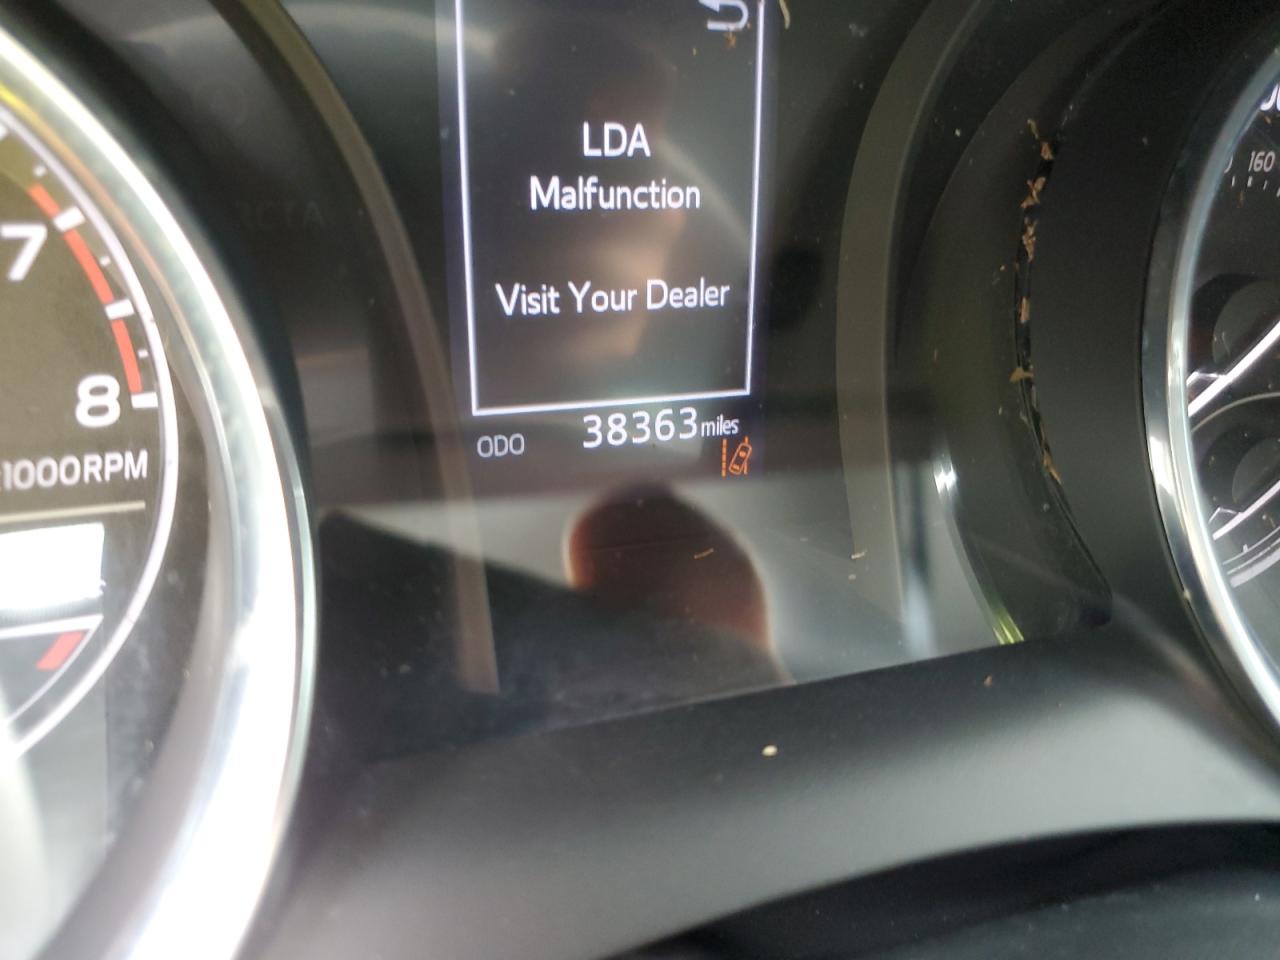 LDA
Malfunction
Visit Your Dealer
ODO 38363 miles
7
8
1000RPM
160